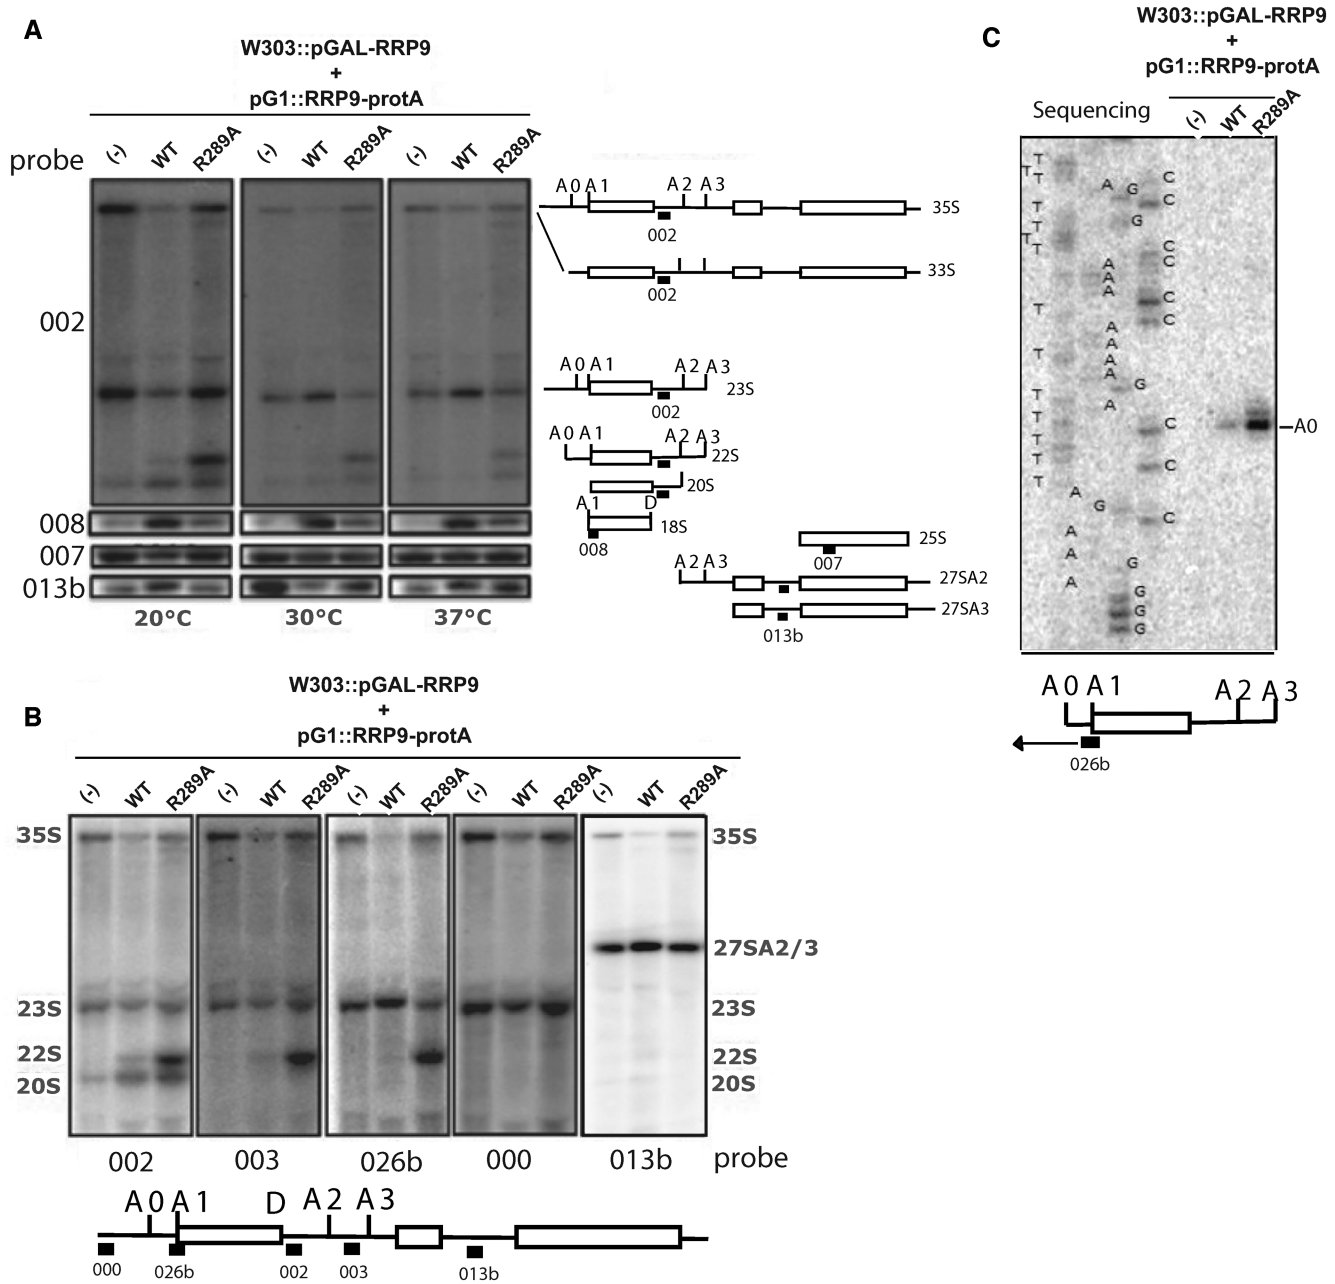 A
W303::pGAL-RRP9
+
pG1::RRP9-protA
probe (-) WT R289A (-) WT R289A (-) WT R289A
002
008
007
013b
20°C 30°C 37°C
A0 A1 A2 A3
35S
002
33S
002
A0 A1 A2 A3
23S
002
A0 A1 A2 A3
22S
20S
A1 D
18S
008
25S
007
A2 A3
27SA2
27SA3
013b
B
W303::pGAL-RRP9
+
pG1::RRP9-protA
(-) WT R289A (-) WT R289A (-) WT R289A (-) WT R289A (-) WT R289A
35S 35S
27SA2/3
23S 23S
22S 22S
20S 20S
002 003 026b 000 013b probe
A0 A1 D A2 A3
000 026b 002 003 013b
C
W303::pGAL-RRP9
+
pG1::RRP9-protA
Sequencing (-) WT R289A
T
T
T C
A G
T C
T G
T
T C
A C
A
A C
T
C
A
A
T A
A G
T A
T C
A0
T
T C
T
A
G
C
A
A
G
A
G
G
G
A0 A1 A2 A3
026b